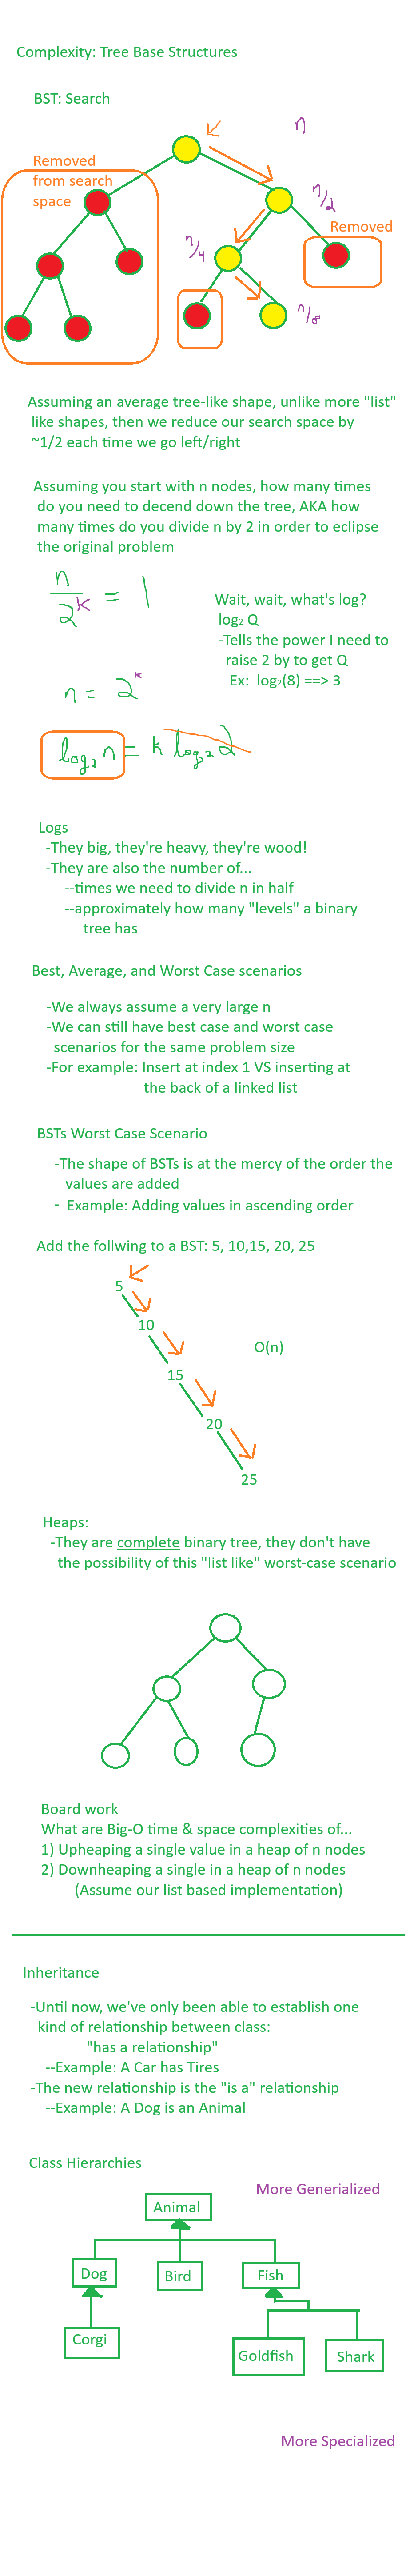 Complexity: Tree Base Structures
BST: Search
n
Removed
from search
space
n/2
Removed
n/4
n/8
Assuming an average tree-like shape, unlike more "list"
like shapes, then we reduce our search space by
~1/2 each time we go left/right
Assuming you start with n nodes, how many times
do you need to decend down the tree, AKA how
many times do you divide n by 2 in order to eclipse
the original problem
n/2^k = 1
n = 2^k
log₂ n = k log₂ 2
Wait, wait, what's log?
log₂ Q
-Tells the power I need to
raise 2 by to get Q
Ex: log₂(8) ==> 3
Logs
-They big, they're heavy, they're wood!
-They are also the number of...
--times we need to divide n in half
--approximately how many "levels" a binary
tree has
Best, Average, and Worst Case scenarios
-We always assume a very large n
-We can still have best case and worst case
scenarios for the same problem size
-For example: Insert at index 1 VS inserting at
the back of a linked list
BSTs Worst Case Scenario
-The shape of BSTs is at the mercy of the order the
values are added
- Example: Adding values in ascending order
Add the follwing to a BST: 5, 10,15, 20, 25
5
10
O(n)
15
20
25
Heaps:
-They are complete binary tree, they don't have
the possibility of this "list like" worst-case scenario
Board work
What are Big-O time & space complexities of...
1) Upheaping a single value in a heap of n nodes
2) Downheaping a single in a heap of n nodes
(Assume our list based implementation)
Inheritance
-Until now, we've only been able to establish one
kind of relationship between class:
"has a relationship"
--Example: A Car has Tires
-The new relationship is the "is a" relationship
--Example: A Dog is an Animal
Class Hierarchies
More Generialized
Animal
Dog
Bird
Fish
Corgi
Goldfish
Shark
More Specialized